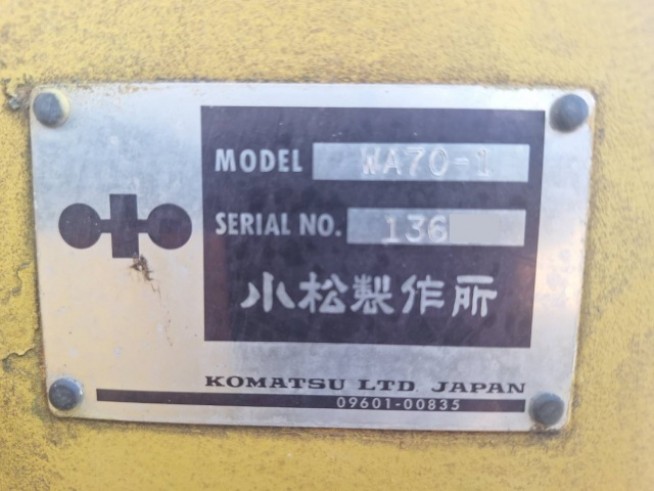 MODEL WA70-1
SERIAL NO. 136
小松製作所
KOMATSU LTD JAPAN
09601-00835